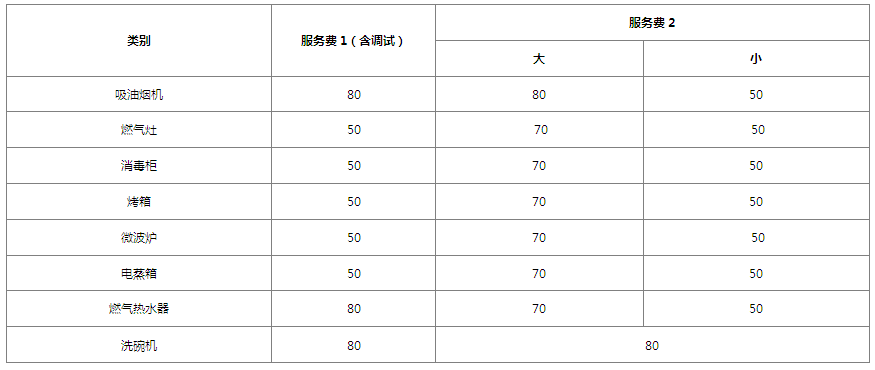 类别 服务费1（含调试） 服务费2
大 小
吸油烟机 80 80 50
燃气灶 50 70 50
消毒柜 50 70 50
烤箱 50 70 50
微波炉 50 70 50
电蒸箱 50 70 50
燃气热水器 80 70 50
洗碗机 80 80